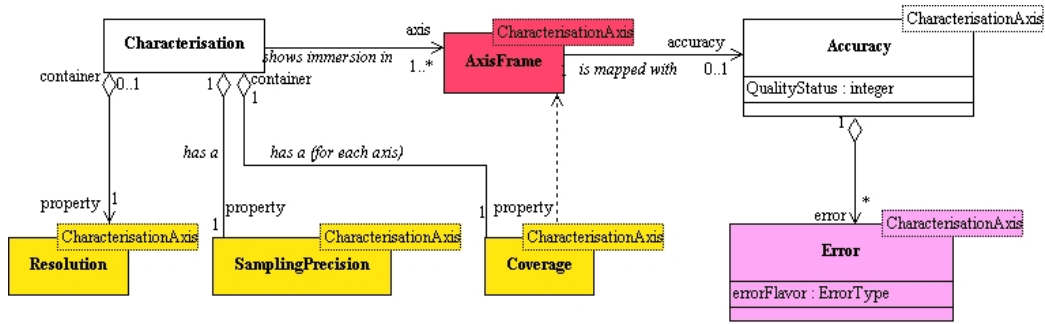 CharacterisationAxis
axis
CharacterisationAxis
Characterisation
accuracy
Accuracy
shows immersion in
AxisFrame
1..*
1
is mapped with
0..1
container
0..1
1
container
1
QualityStatus : integer
1
has a
has a (for each axis)
1
property
property
1
property
1
*
error
CharacterisationAxis
CharacterisationAxis
CharacterisationAxis
CharacterisationAxis
Resolution
SamplingPrecision
Coverage
Error
errorFlavor : ErrorType